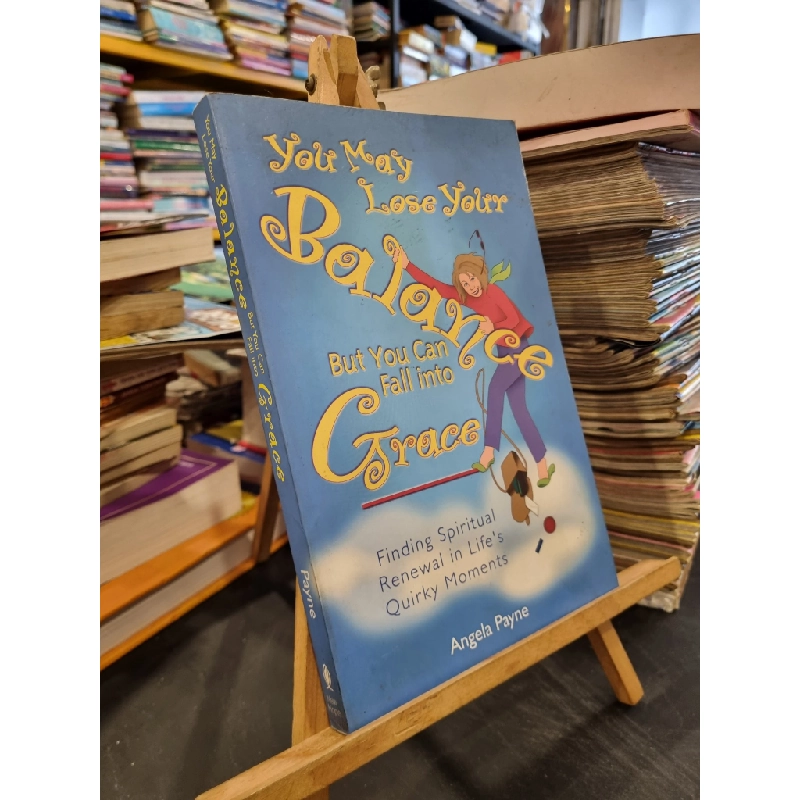 You May
Lose Your
Balance
But You Can
Fall into
Grace
Finding Spiritual
Renewal in Life's
Quirky Moments
Angela Payne
You May
Lose Your
Balance
But You Can
Fall into
Grace
Payne